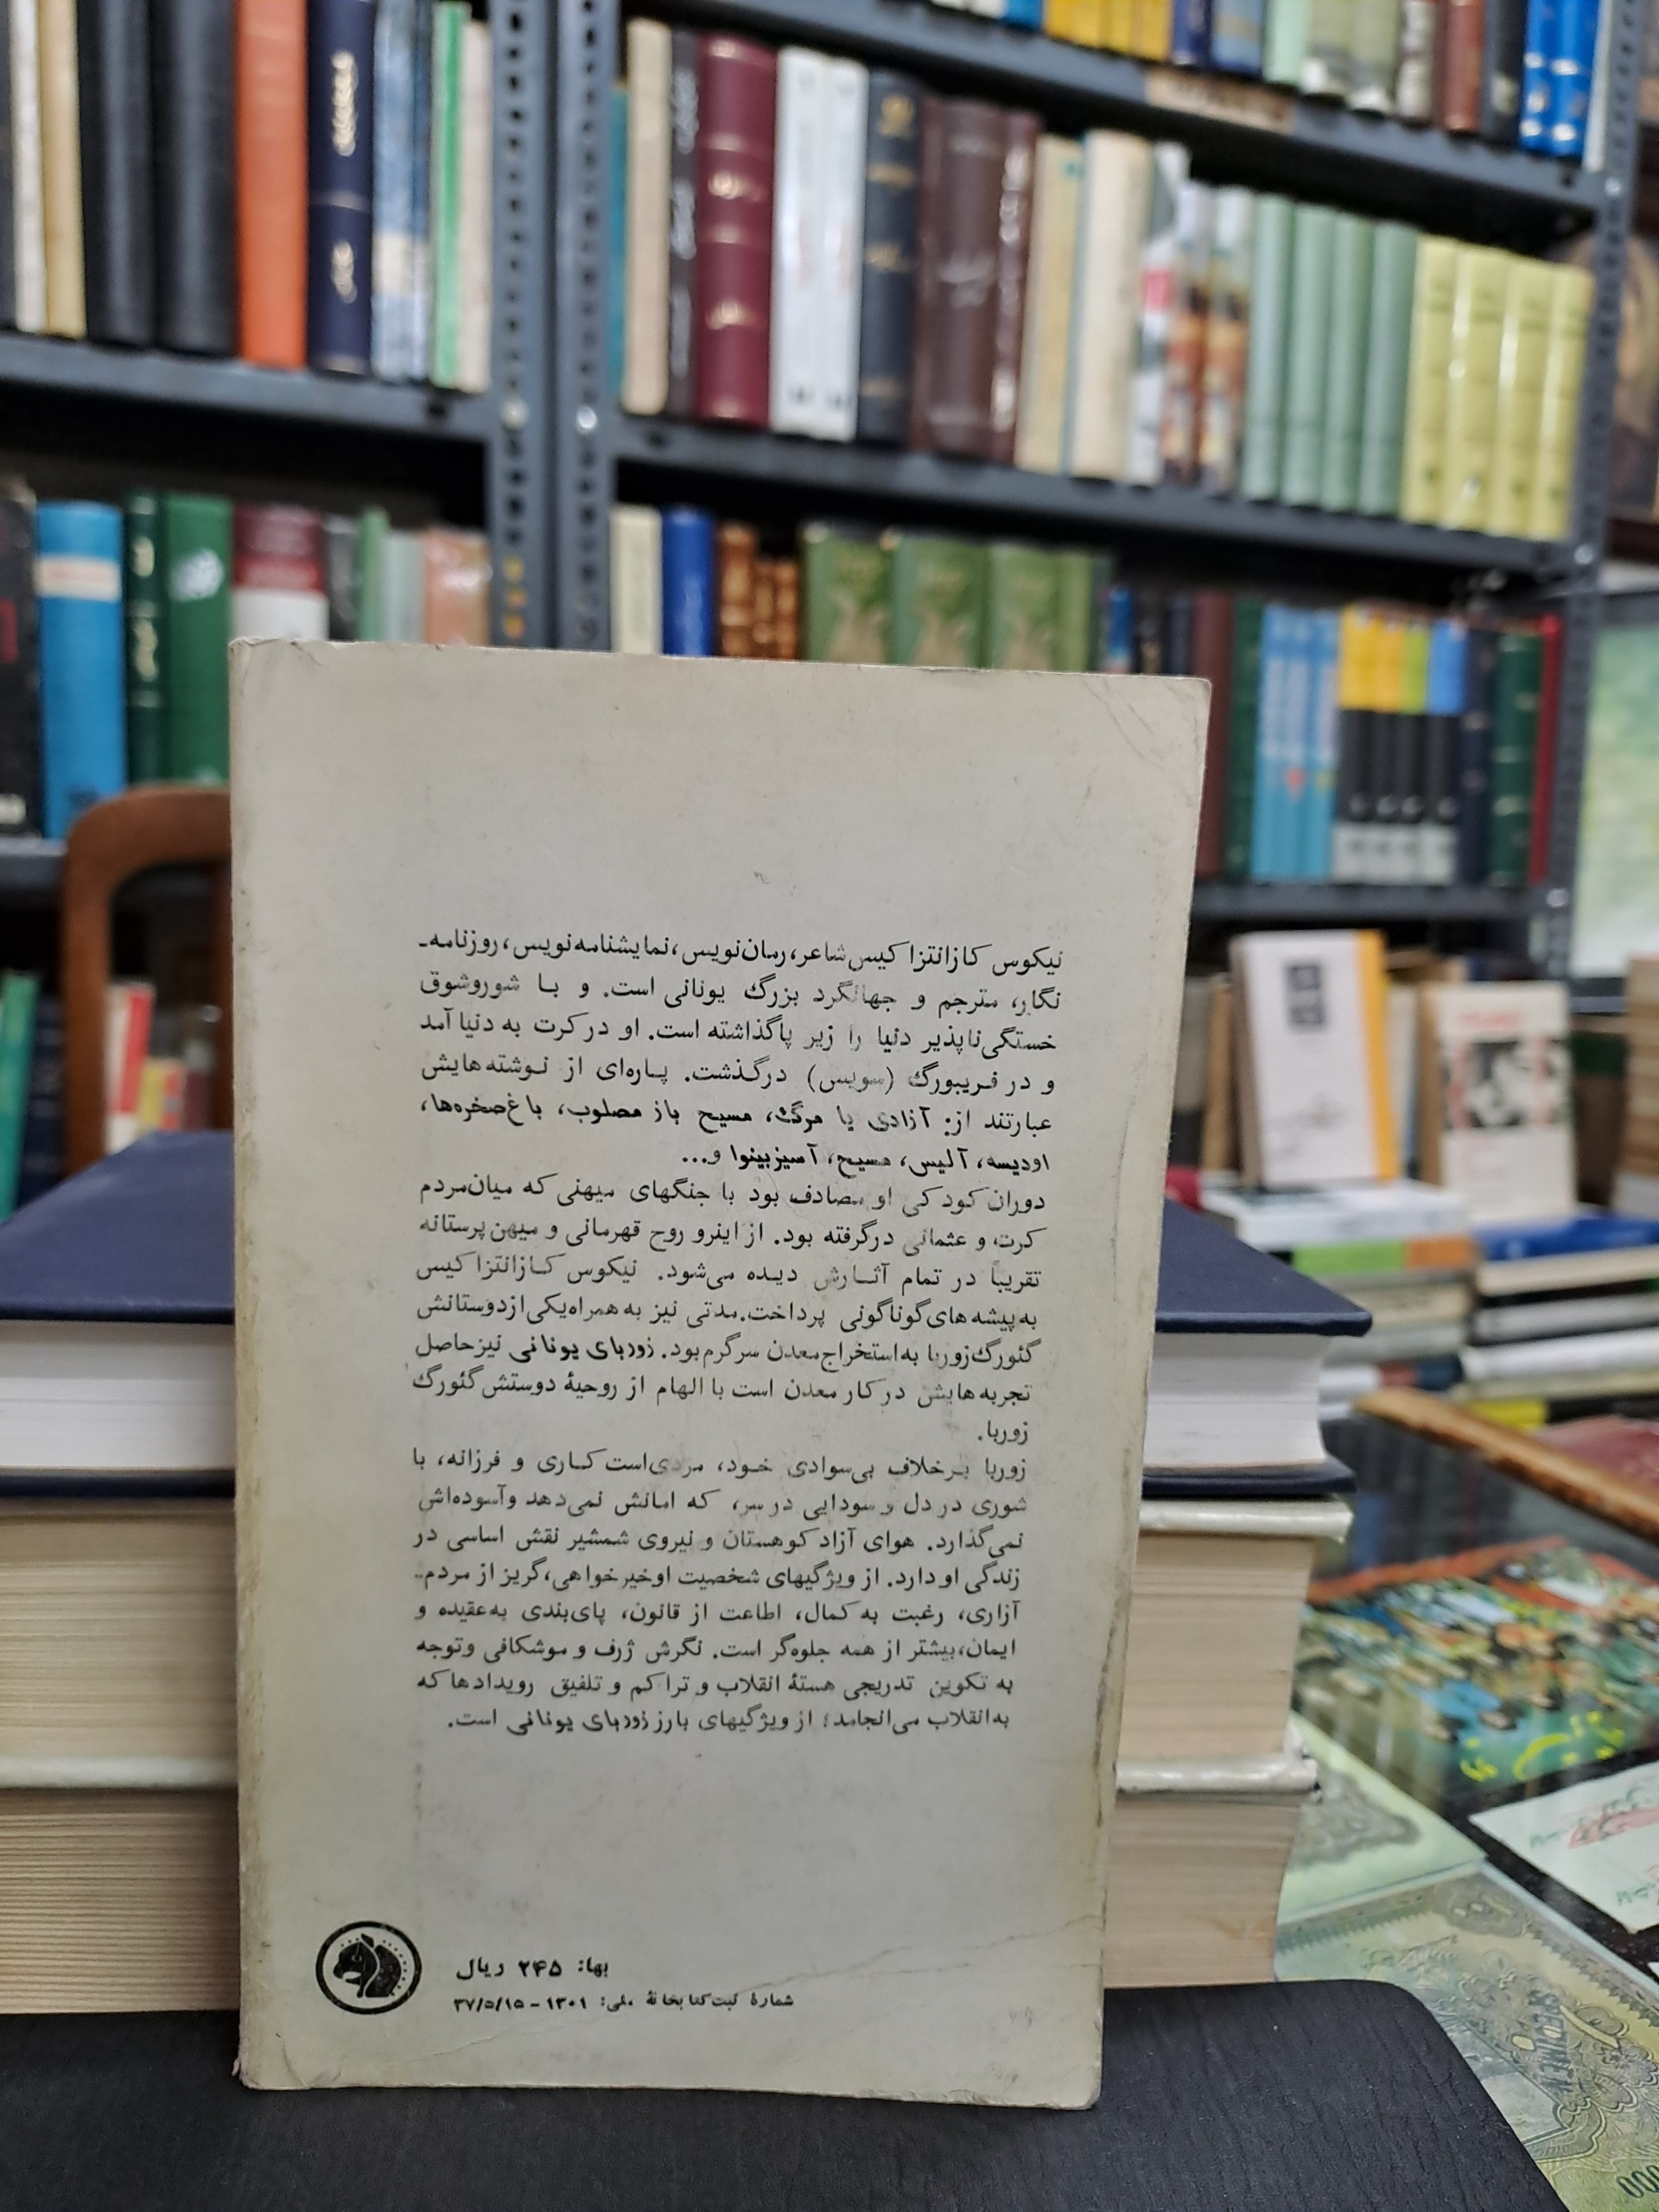 نیکوس کازانتزاکیس شاعر، رمان‌نویس، نمایشنامه‌نویس، روزنامه‌ـ
نگار، مترجم و جهانگرد بزرگ یونانی است. و با شوروشوق
خستگی‌ناپذیر دنیا را زیر پا گذاشته است. او در کرت به دنیا آمد
و در فریبورگ (سویس) درگذشت. پاره‌ای از نوشته‌هایش
عبارتند از: آزادی یا مرگ، مسیح باز مصلوب، باغ صخره‌ها،
اودیسه، آلیس، مسیح، آسیزبینوا و...
دوران کودکی او مصادف بود با جنگهای میهنی که میان مردم
کرت و عثمانی درگرفته بود. از اینرو روح قهرمانی و میهن‌پرستانه
تقریباً در تمام آثارش دیده می‌شود. نیکوس کازانتزاکیس
به پیشه‌های گوناگونی پرداخت. مدتی نیز به همراه یکی از دوستانش
گئورگ زوربا به استخراج معدن سرگرم بود. زوربای یونانی نیز حاصل
تجربه‌هایش در کار معدن است با الهام از روحیهٔ دوستش گئورگ
زوربا.
زوربا برخلاف بی‌سوادی خود، مردی است کاری و فرزانه، با
شوری در دل و سودایی در سر، که امانش نمی‌دهد و آسوده‌اش
نمی‌گذارد. هوای آزاد کوهستان و نیروی شمشیر نقش اساسی در
زندگی او دارد. از ویژگیهای شخصیت او خیرخواهی، گریز از مردم‌ـ
آزاری، رغبت به کمال، اطاعت از قانون، پای‌بندی به عقیده و
ایمان، بیشتر از همه جلوه‌گر است. نگرش ژرف و موشکافی و توجه
به تکوین تدریجی هستهٔ انقلاب و تراکم و تلفیق رویدادها که
به انقلاب می‌انجامد؛ از ویژگیهای بارز زوربای یونانی است.
بها: ۲۴۵ ریال
شمارهٔ ثبت کتابخانهٔ ملی: ۱۳۰۱ - ۳۷/۵/۱۵